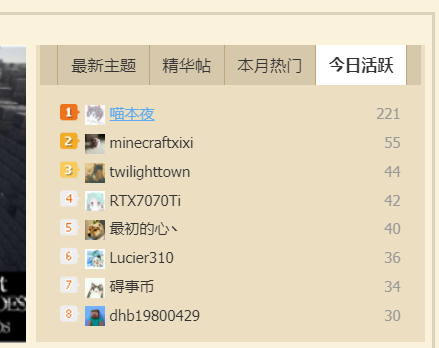 最新主题 精华帖 本月热门 今日活跃
1 喵本夜 221
2 minecraftxixi 55
3 twilighttown 44
4 RTX7070Ti 42
5 最初的心丶 40
6 Lucier310 36
7 碍事币 34
8 dhb19800429 30